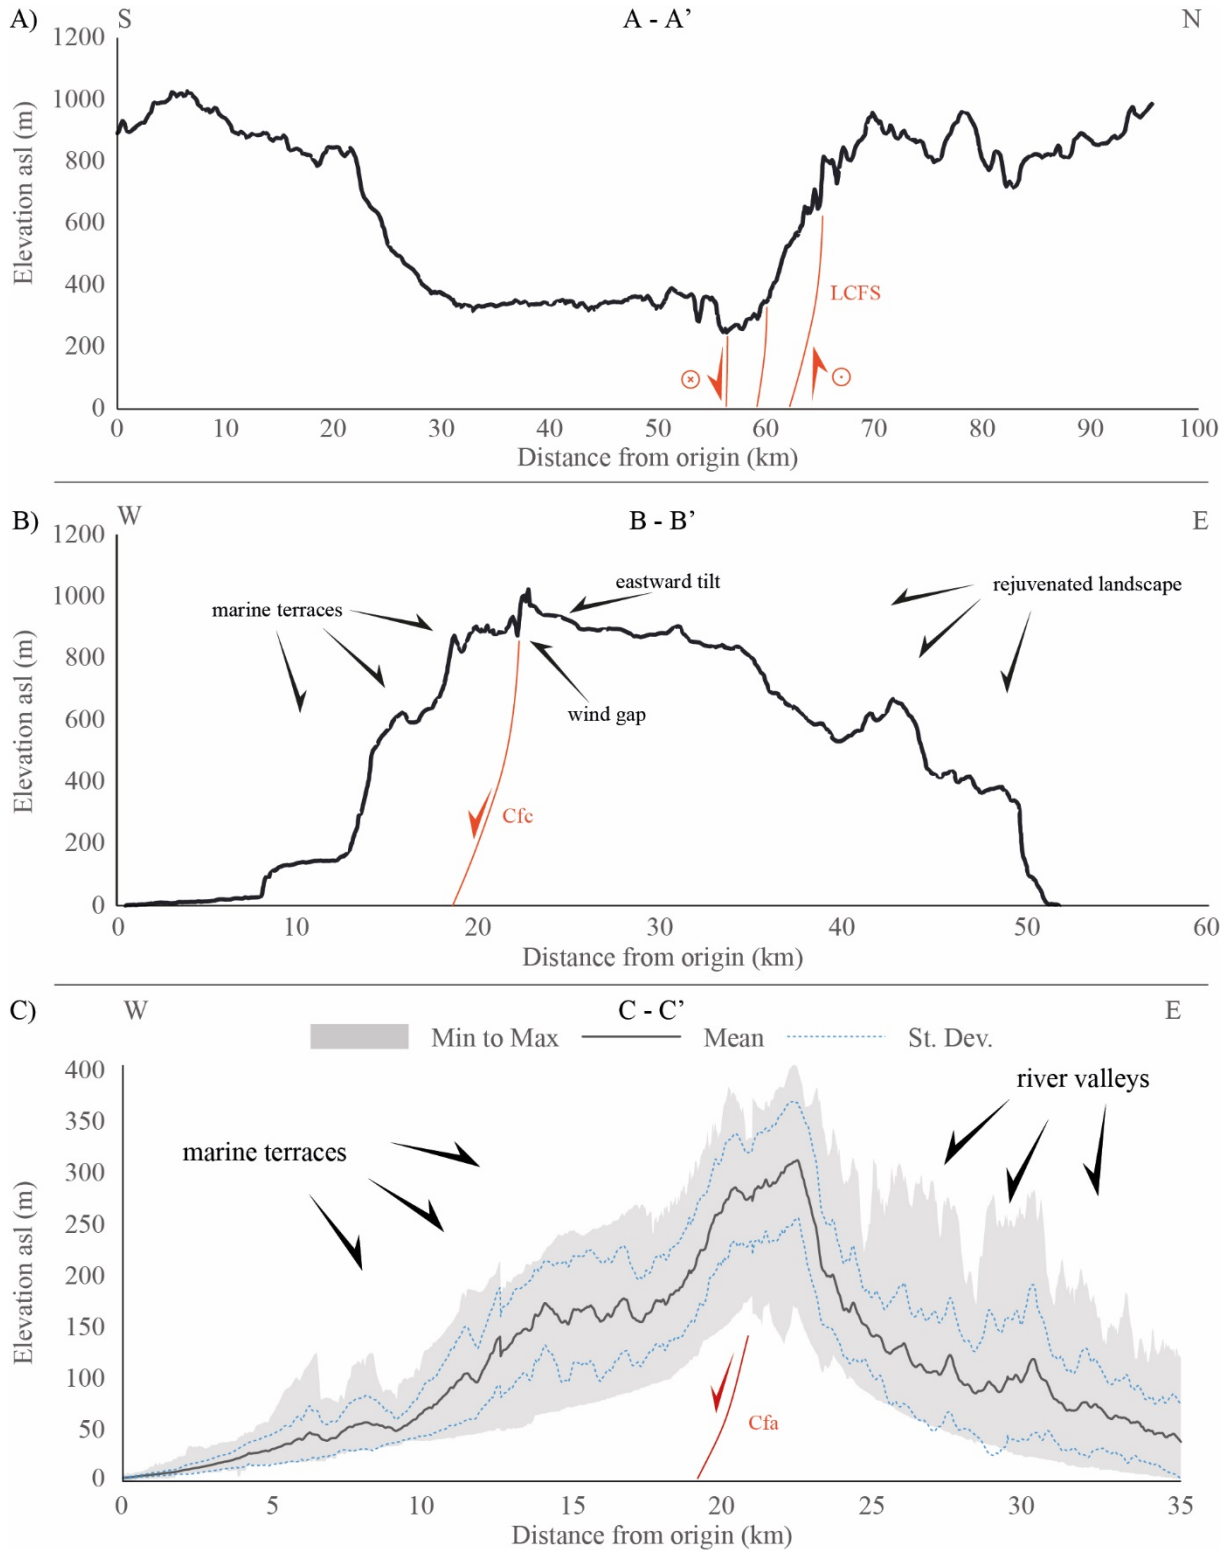 A)
S
A - A’
N
1200
1000
800
600
400
200
0
Elevation asl (m)
LCFS
0 10 20 30 40 50 60 70 80 90 100
Distance from origin (km)
B)
W
B - B’
E
1200
1000
800
600
400
200
0
Elevation asl (m)
marine terraces
eastward tilt
rejuvenated landscape
wind gap
Cfc
0 10 20 30 40 50 60
Distance from origin (km)
C)
W
C - C’
E
Min to Max Mean St. Dev.
400
350
300
250
200
150
100
50
0
Elevation asl (m)
river valleys
marine terraces
Cfa
0 5 10 15 20 25 30 35
Distance from origin (km)